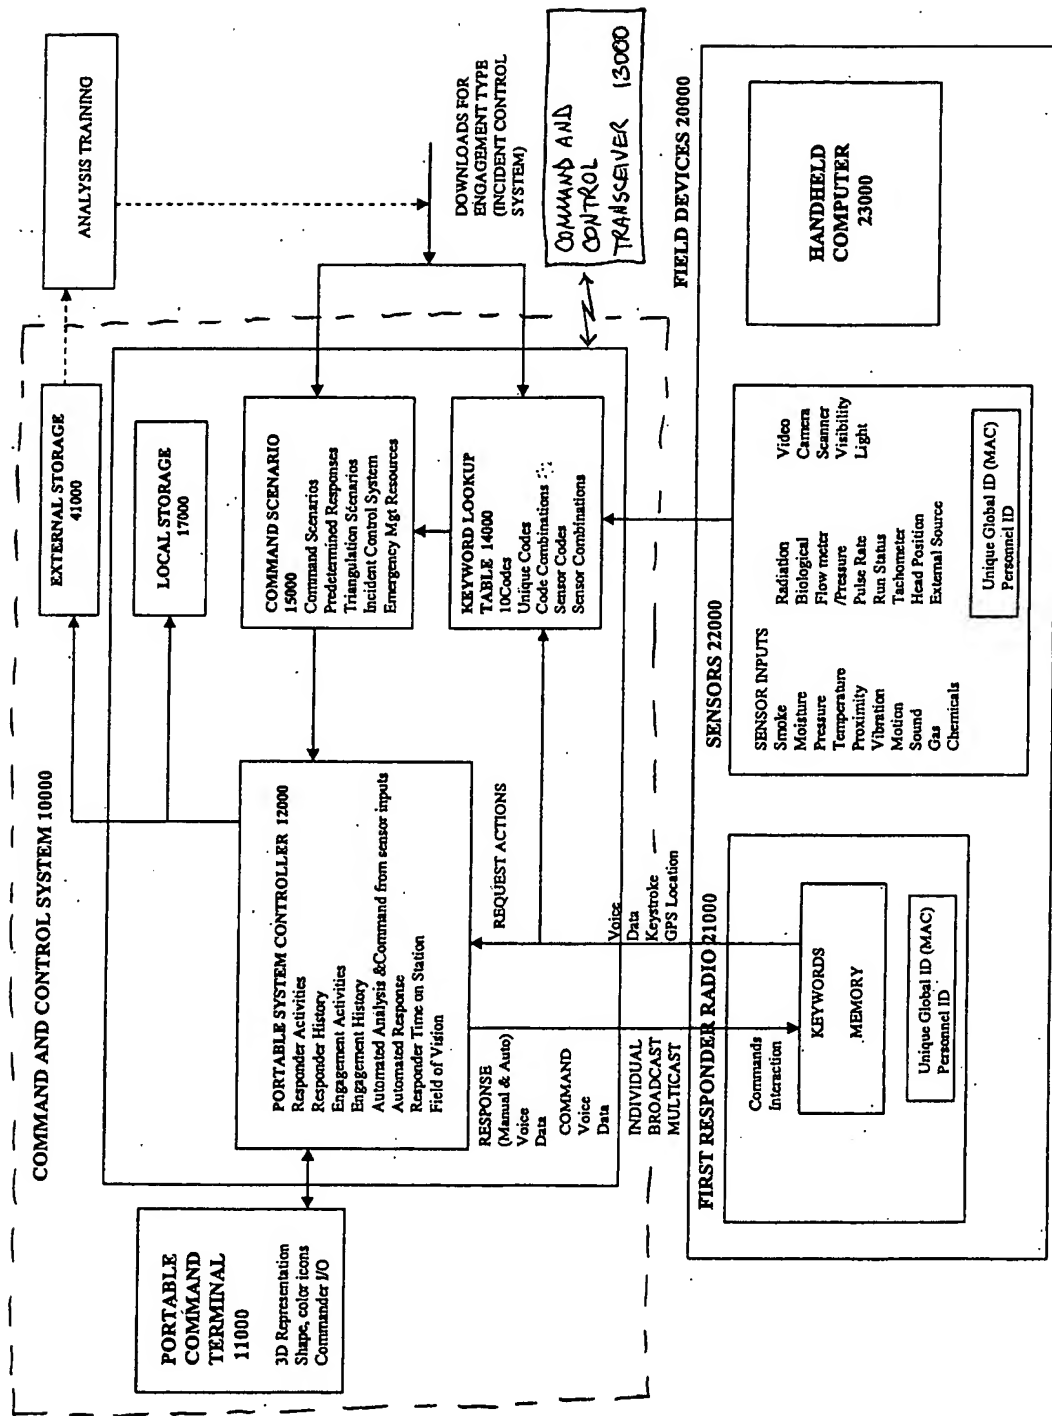 COMMAND AND CONTROL SYSTEM 10000
PORTABLE
COMMAND
TERMINAL
11000
3D Representation
Shape, color icons
Commander I/O
PORTABLE SYSTEM CONTROLLER 12000
Responder Activities
Responder History
Engagement Activities
Engagement History
Automated Analysis &Command from sensor inputs
Automated Response
Responder Time on Station
Field of Vision
EXTERNAL STORAGE
41000
LOCAL STORAGE
17000
COMMAND SCENARIO
15000
Command Scenarios
Predetermined Responses
Triangulation Scenarios
Incident Control System
Emergency Mgt Resources
KEYWORD LOOKUP
TABLE 14000
10Codes
Unique Codes
Code Combinations
Sensor Codes
Sensor Combinations
ANALYSIS TRAINING
DOWNLOADS FOR
ENGAGEMENT TYPE
(INCIDENT CONTROL
SYSTEM)
COMMAND AND
CONTROL
TRANSCEIVER 13000
REQUEST ACTIONS
RESPONSE
(Manual & Auto)
Voice
Data
COMMAND
Voice
Data
INDIVIDUAL
BROADCAST
MULTICAST
Voice
Data
Keystroke
GPS Location
FIELD DEVICES 20000
FIRST RESPONDER RADIO 21000
Commands
Interaction
KEYWORDS
MEMORY
Unique Global ID (MAC)
Personnel ID
SENSORS 22000
SENSOR INPUTS
Smoke
Moisture
Pressure
Temperature
Proximity
Vibration
Motion
Sound
Gas
Chemicals
Radiation
Biological
Flow meter
/Pressure
Pulse Rate
Run Status
Tachometer
Head Position
External Source
Video
Camera
Scanner
Visibility
Light
Unique Global ID (MAC)
Personnel ID
HANDHELD
COMPUTER
23000